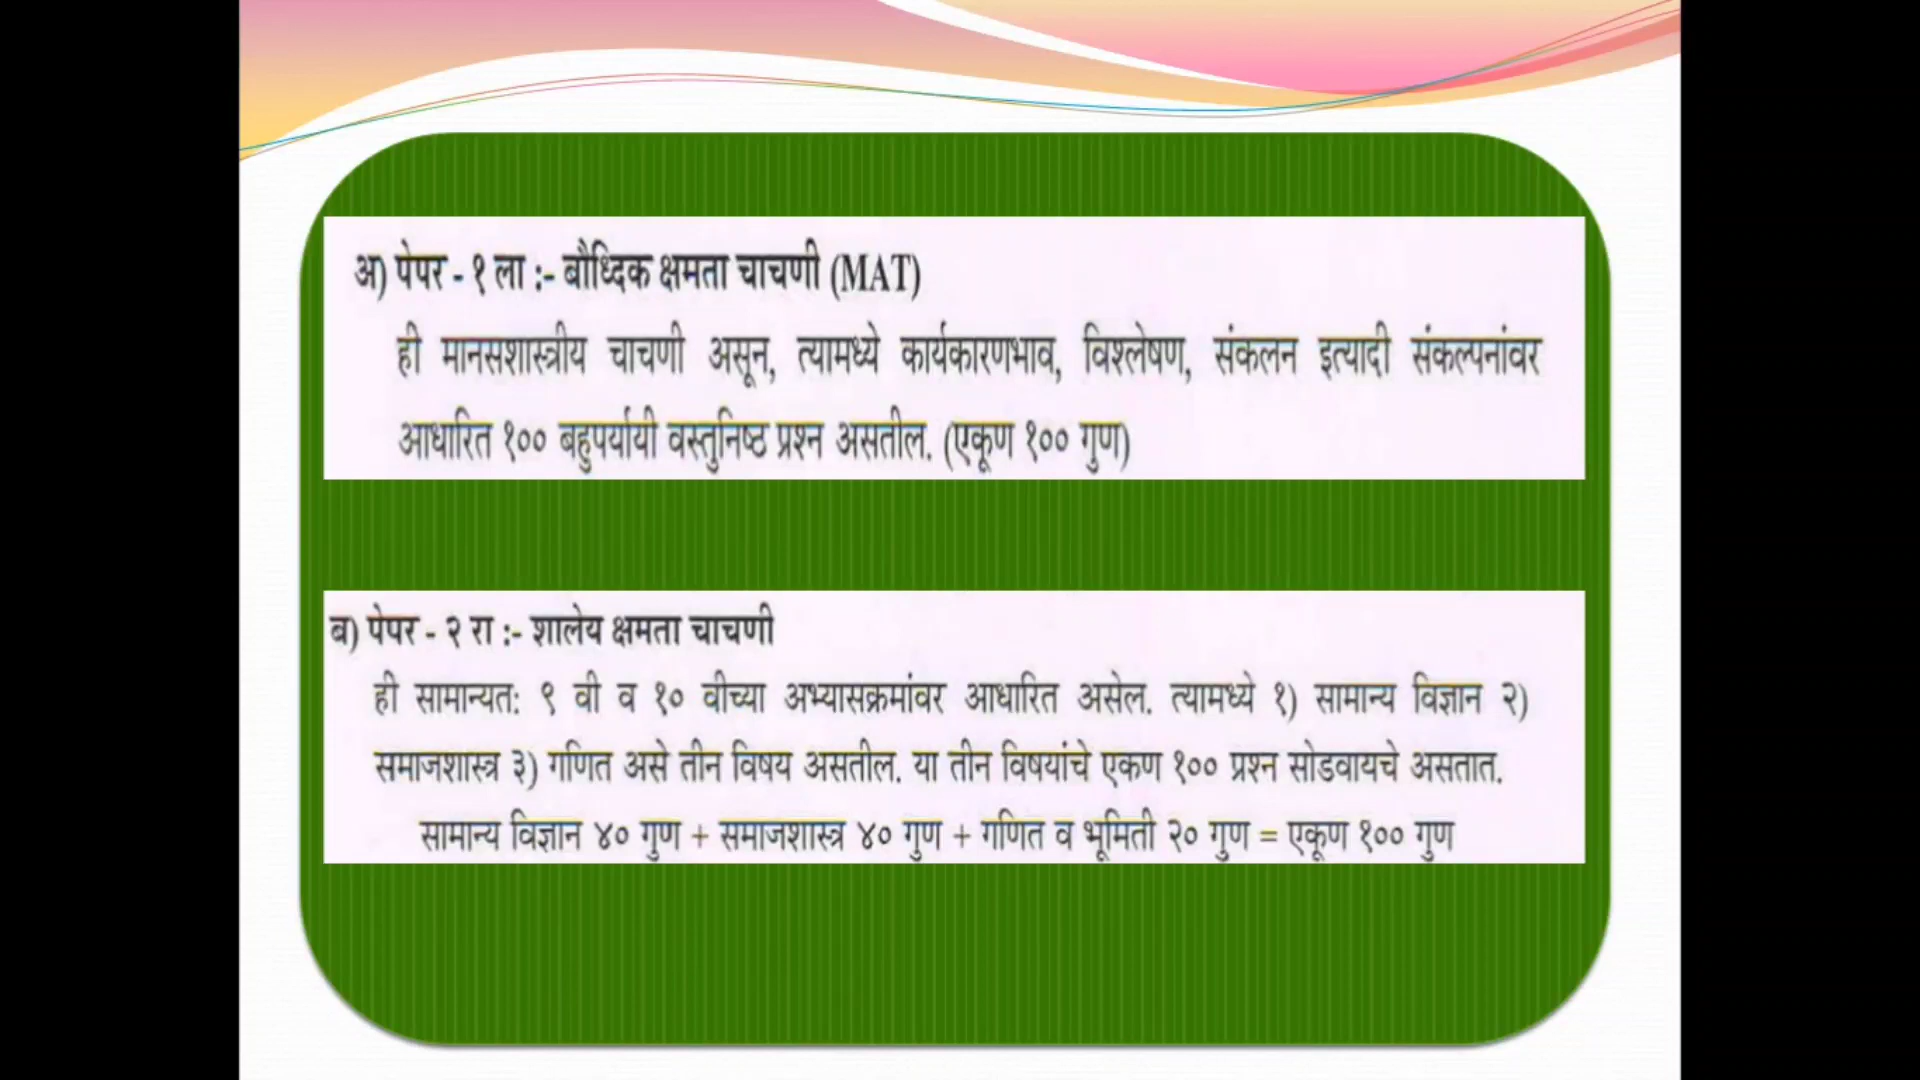 अ) पेपर - १ ला :- बौध्दिक क्षमता चाचणी (MAT)
ही मानसशास्त्रीय चाचणी असून, त्यामध्ये कार्यकारणभाव, विश्लेषण, संकलन इत्यादी संकल्पनांवर
आधारित १०० बहुपर्यायी वस्तुनिष्ठ प्रश्न असतील. (एकूण १०० गुण)
ब) पेपर - २ रा :- शालेय क्षमता चाचणी
ही सामान्यत: ९ वी व १० वीच्या अभ्यासक्रमांवर आधारित असेल. त्यामध्ये १) सामान्य विज्ञान २)
समाजशास्त्र ३) गणित असे तीन विषय असतील. या तीन विषयांचे एकण १०० प्रश्न सोडवायचे असतात.
सामान्य विज्ञान ४० गुण + समाजशास्त्र ४० गुण + गणित व भूमिती २० गुण = एकूण १०० गुण